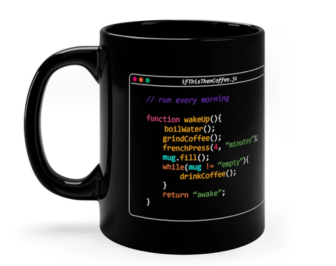 ifThisThenCoffee.js
// run every morning
function wakeUp(){
boilWater();
grindCoffee();
frenchPress(4, "minutes");
mug.fill();
while(mug != "empty"){
drinkCoffee();
}
return "awake";
}